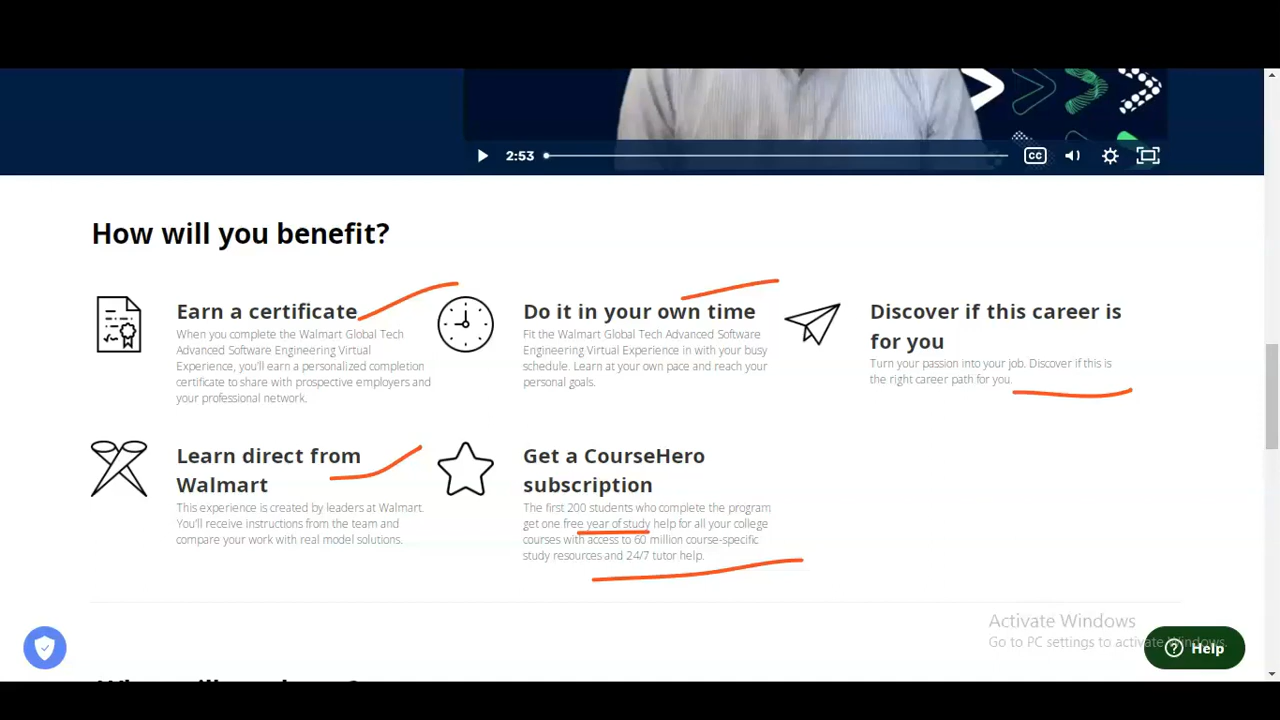 2:53
CC
How will you benefit?
Earn a certificate
When you complete the Walmart Global Tech
Advanced Software Engineering Virtual
Experience, you'll earn a personalized completion
certificate to share with prospective employers and
your professional network.
Do it in your own time
Fit the Walmart Global Tech Advanced Software
Engineering Virtual Experience in with your busy
schedule. Learn at your own pace and reach your
personal goals.
Discover if this career is
for you
Turn your passion into your job. Discover if this is
the right career path for you.
Learn direct from
Walmart
This experience is created by leaders at Walmart.
You'll receive instructions from the team and
compare your work with real model solutions.
Get a CourseHero
subscription
The first 200 students who complete the program
get one free year of study help for all your college
courses with access to 60 million course-specific
study resources and 24/7 tutor help.
Activate Windows
Go to PC settings to activate Windows.
Help